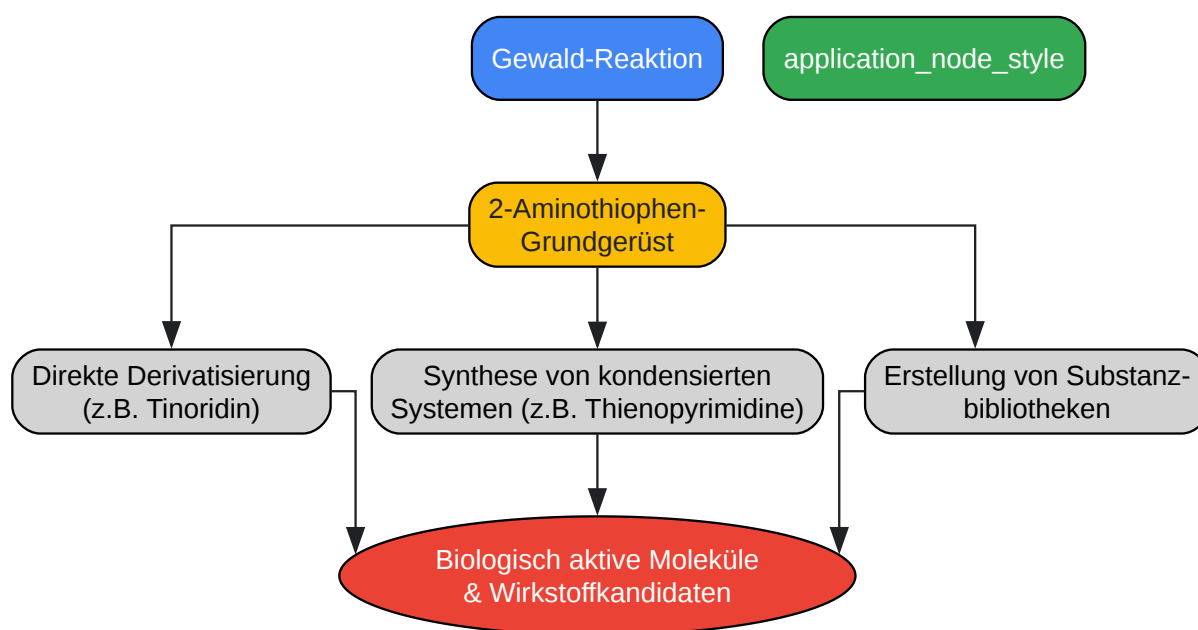 Gewald-Reaktion
application_node_style
2-Aminothiophen-
Grundgerüst
Direkte Derivatisierung
(z.B. Tinoridin)
Synthese von kondensierten
Systemen (z.B. Thienopyrimidine)
Erstellung von Substanz-
bibliotheken
Biologisch aktive Moleküle
& Wirkstoffkandidaten